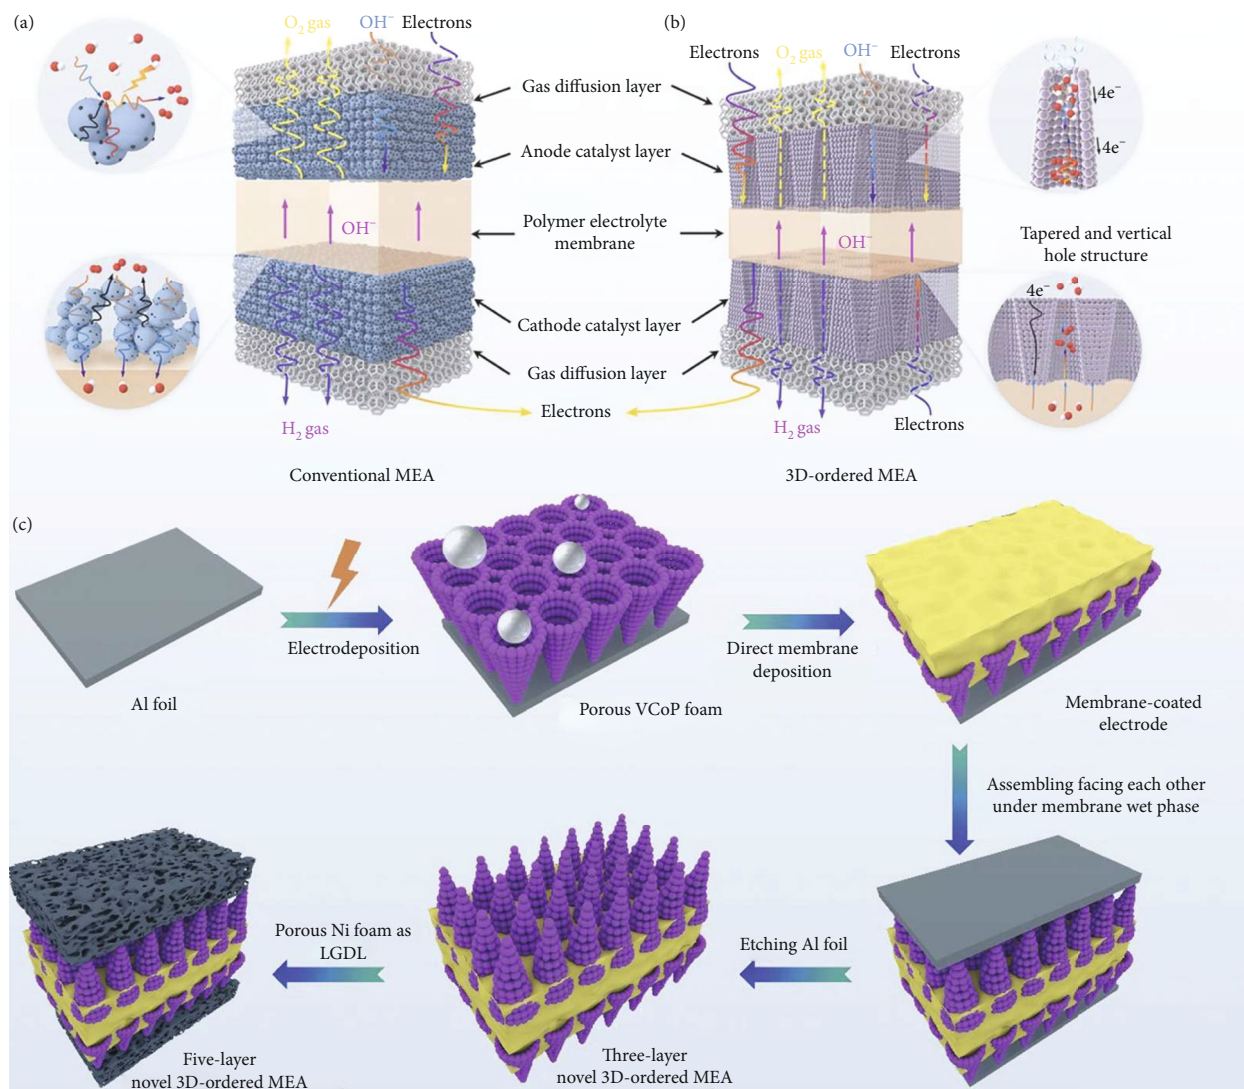 (a)
O₂ gas
OH⁻
Electrons
(b)
Electrons
O₂ gas
OH⁻
Electrons
Gas diffusion layer
4e⁻
4e⁻
Anode catalyst layer
Polymer electrolyte
membrane
OH⁻
OH⁻
Tapered and vertical
hole structure
4e⁻
Cathode catalyst layer
Gas diffusion layer
Electrons
H₂ gas
H₂ gas
Electrons
Conventional MEA
3D-ordered MEA
(c)
Electrodeposition
Direct membrane
deposition
Al foil
Porous VCoP foam
Membrane-coated
electrode
Assembling facing each other
under membrane wet phase
Porous Ni foam as
LGDL
Etching Al foil
Five-layer
novel 3D-ordered MEA
Three-layer
novel 3D-ordered MEA